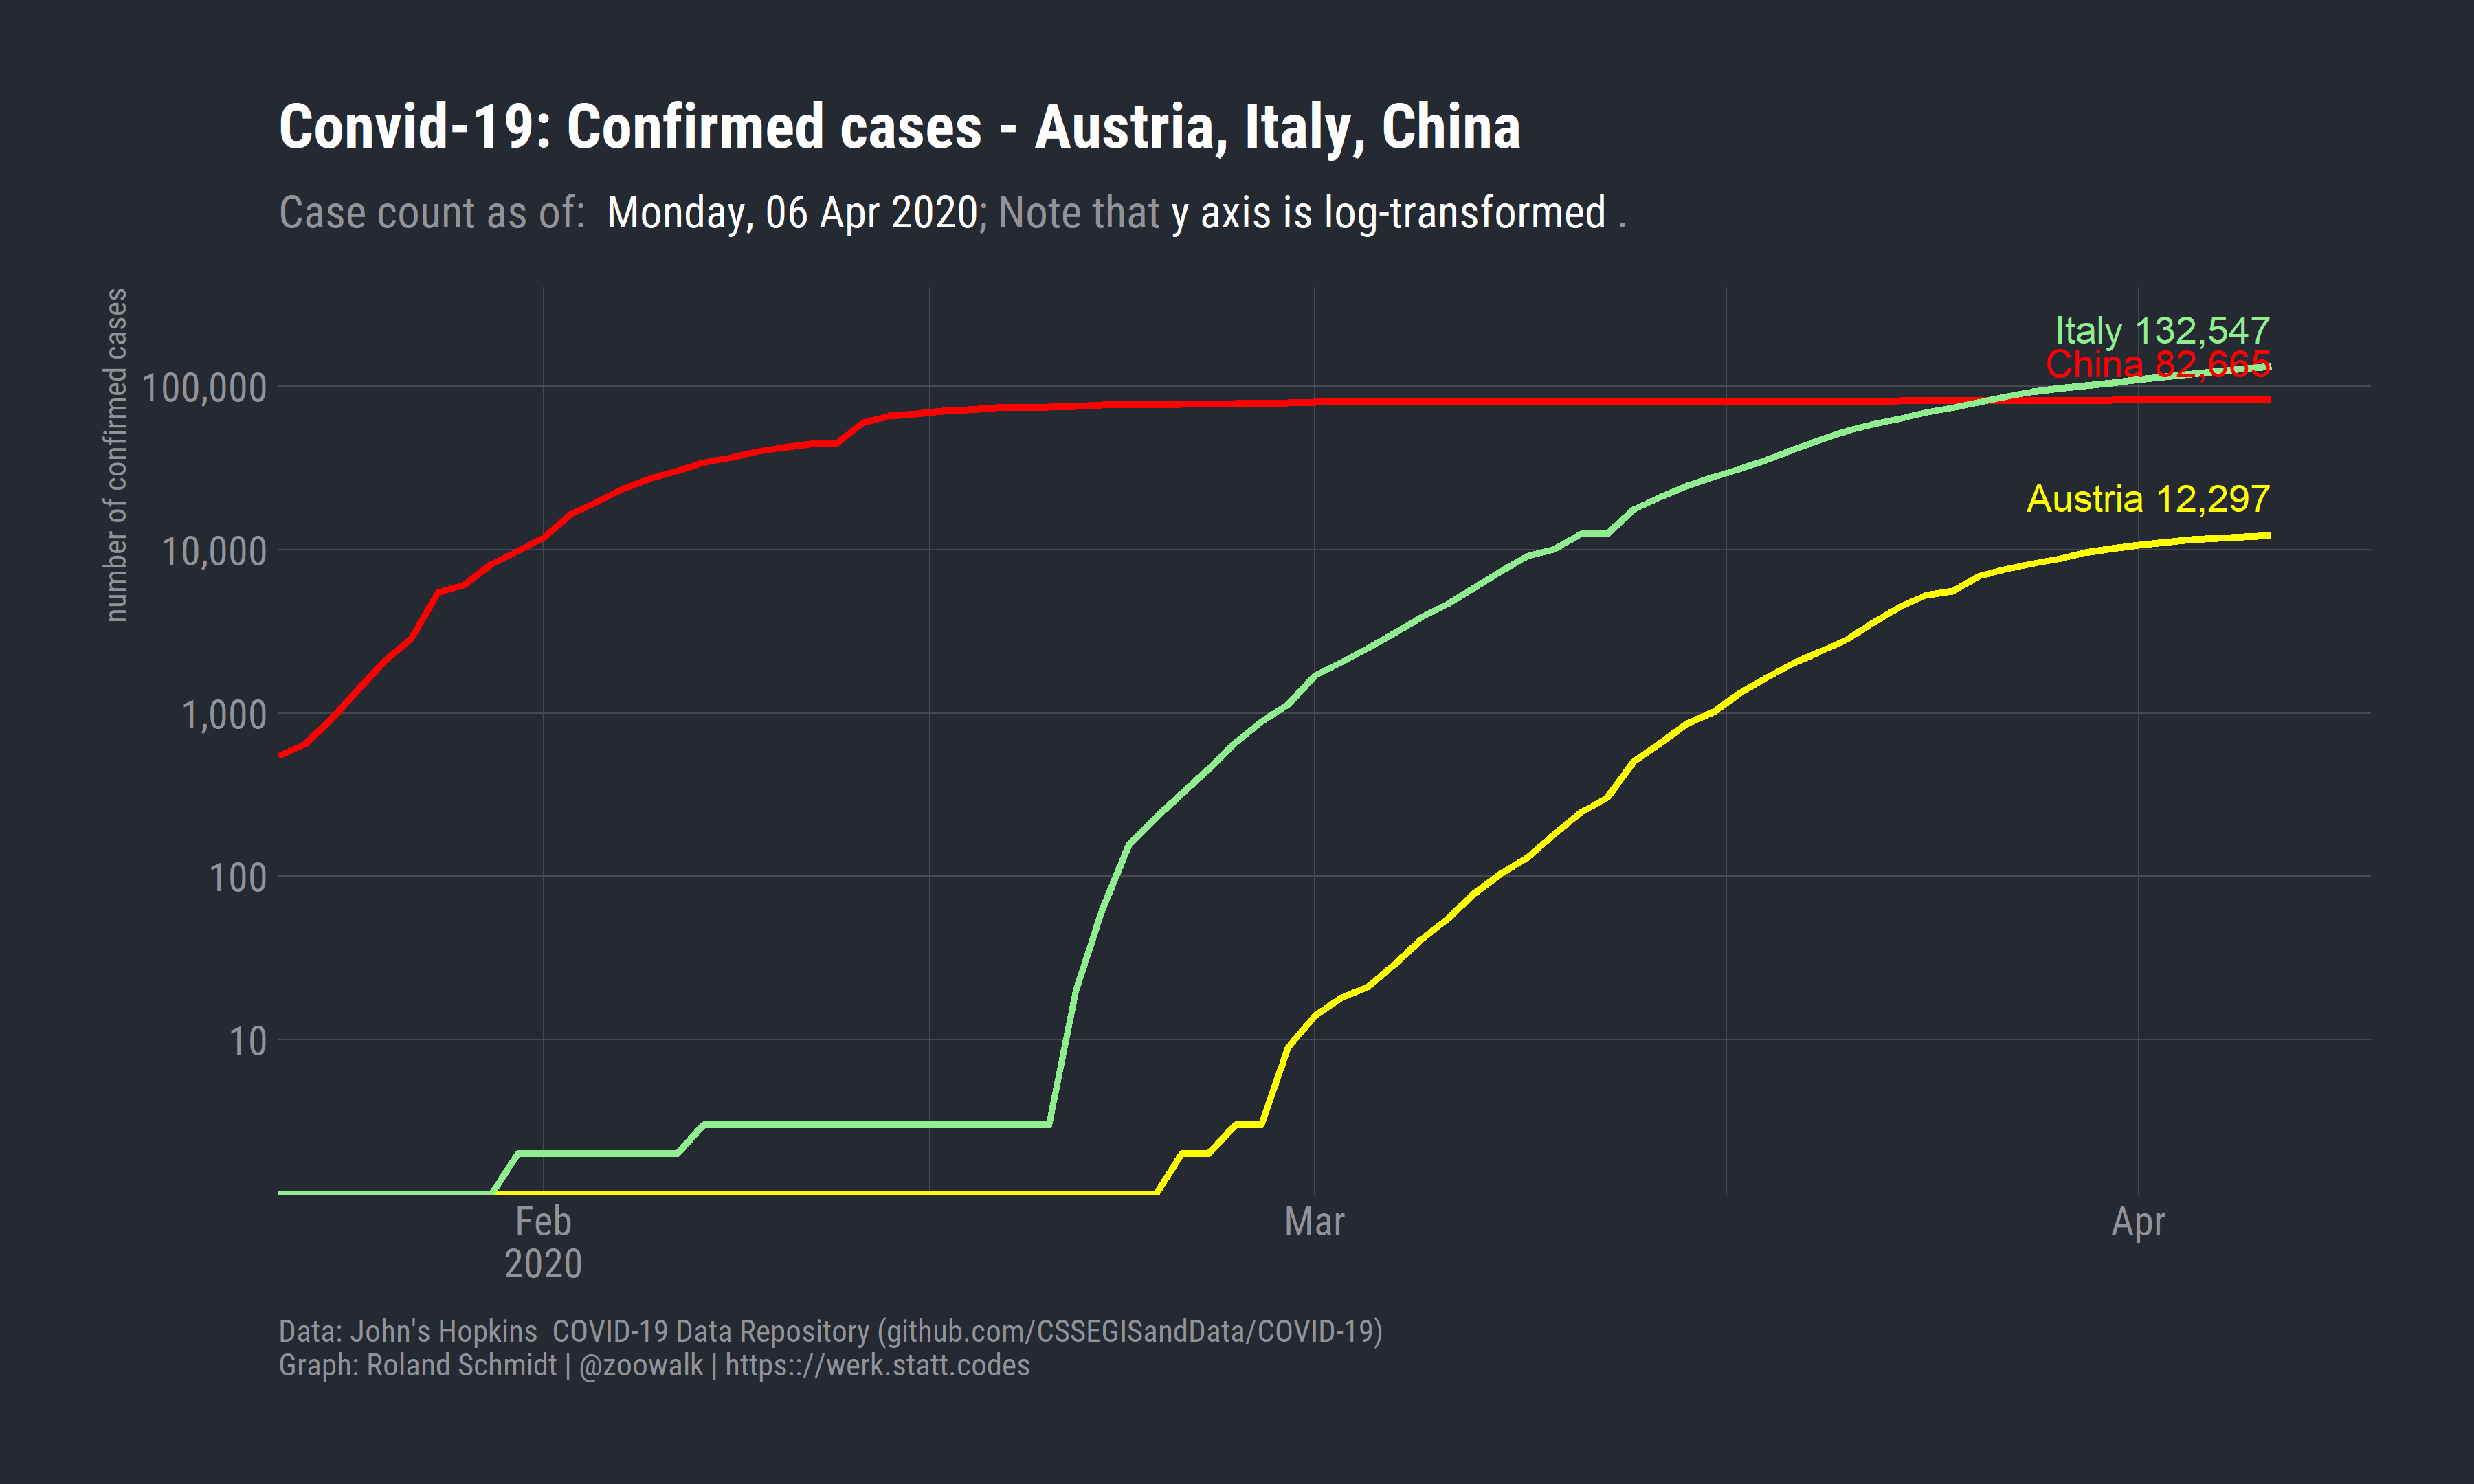 Convid-19: Confirmed cases - Austria, Italy, China
Case count as of:  Monday, 06 Apr 2020; Note that y axis is log-transformed .
number of confirmed cases
Italy 132,547
China 82,665
100,000
Austria 12,297
10,000
1,000
100
10
Feb
2020
Mar
Apr
Data: John's Hopkins  COVID-19 Data Repository (github.com/CSSEGISandData/COVID-19)
Graph: Roland Schmidt | @zoowalk | https:://werk.statt.codes